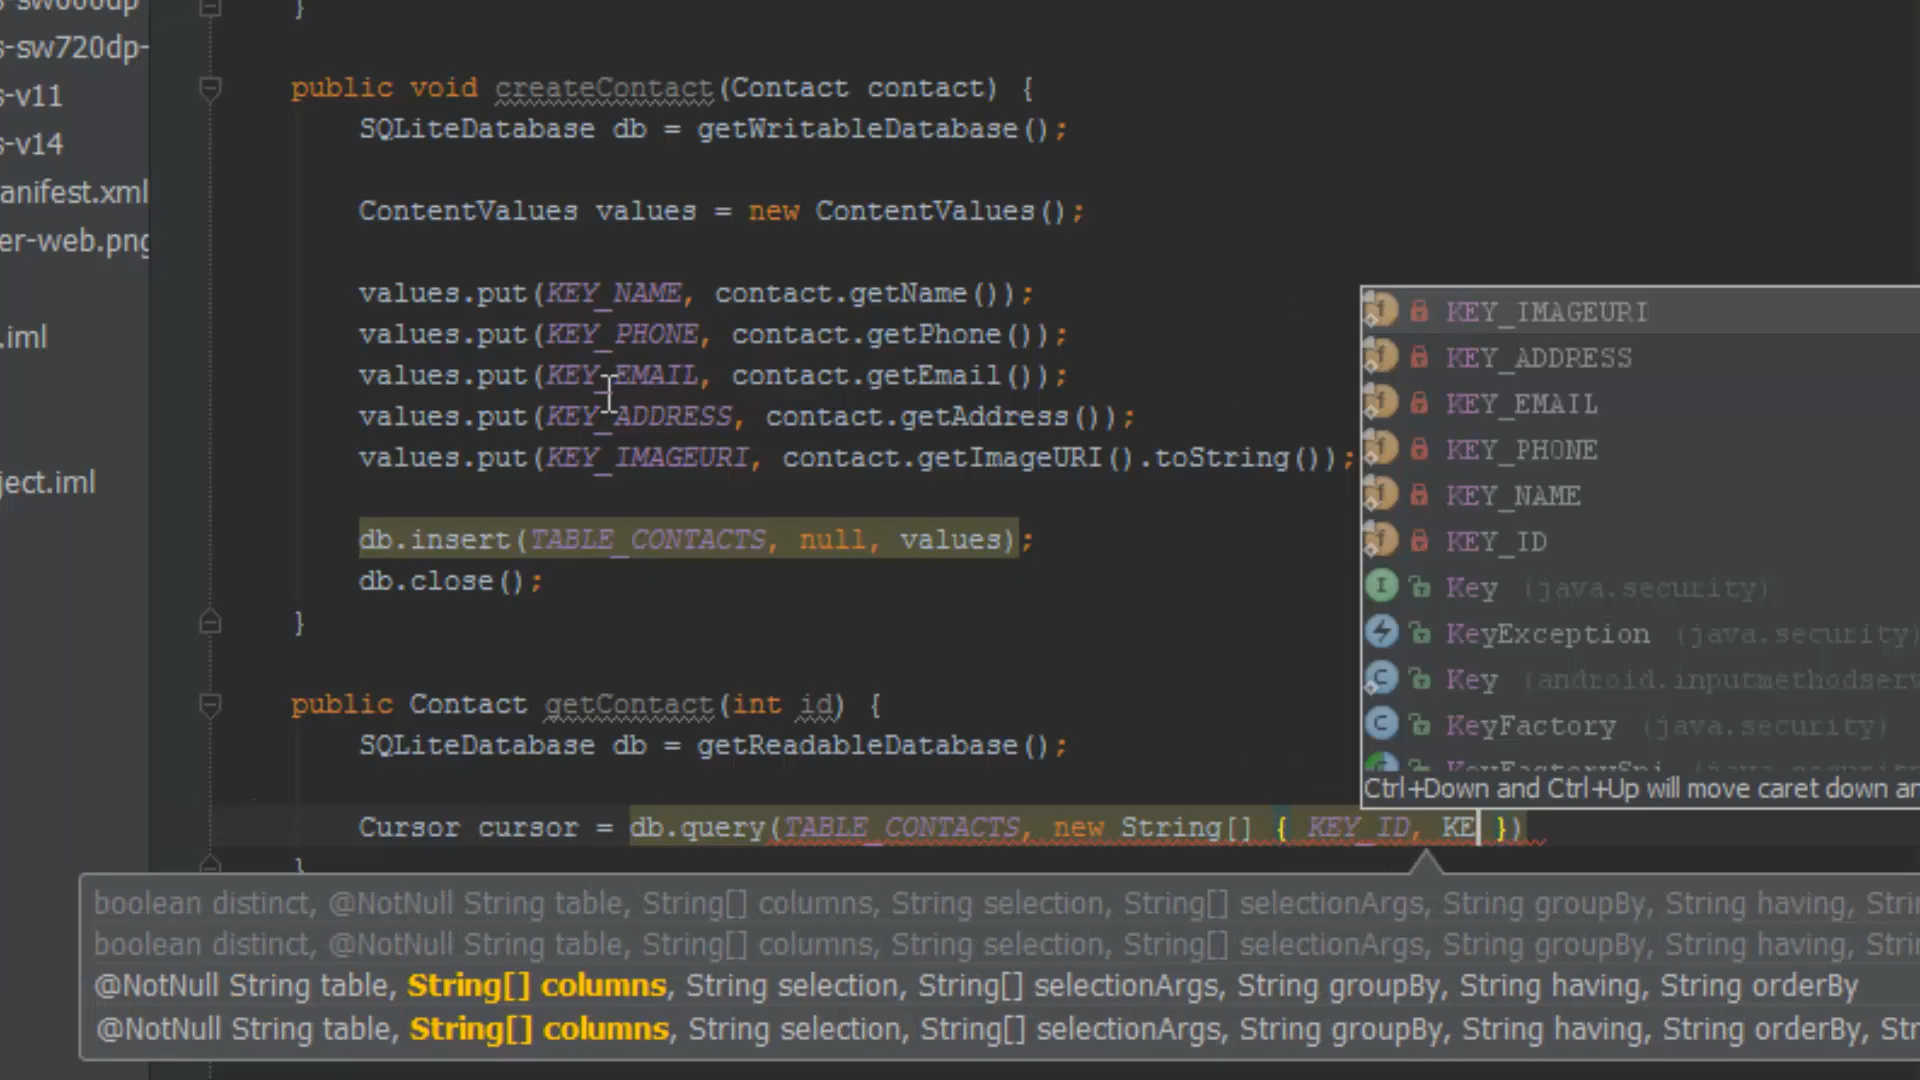 s-sw600dp
}
s-sw720dp-
public void createContact(Contact contact) {
s-v11
SQLiteDatabase db = getWritableDatabase();
s-v14
anifest.xml
ContentValues values = new ContentValues();
er-web.png
values.put(KEY_NAME, contact.getName());
KEY_IMAGEURI
.iml
values.put(KEY_PHONE, contact.getPhone());
KEY_ADDRESS
values.put(KEY_EMAIL, contact.getEmail());
KEY_EMAIL
values.put(KEY_ADDRESS, contact.getAddress());
KEY_PHONE
values.put(KEY_IMAGEURI, contact.getImageURI().toString());
ject.iml
KEY_NAME
db.insert(TABLE_CONTACTS, null, values);
KEY_ID
db.close();
Key (java.security)
}
KeyException (java.security)
Key (android.inputmethodserv
public Contact getContact(int id) {
KeyFactory (java.security)
SQLiteDatabase db = getReadableDatabase();
KeyFactorySpi (java.security
Ctrl+Down and Ctrl+Up will move caret down an
Cursor cursor = db.query(TABLE_CONTACTS, new String[] { KEY_ID, KE })
}
boolean distinct, @NotNull String table, String[] columns, String selection, String[] selectionArgs, String groupBy, String having, Stri
boolean distinct, @NotNull String table, String[] columns, String selection, String[] selectionArgs, String groupBy, String having, Stri
@NotNull String table, String[] columns, String selection, String[] selectionArgs, String groupBy, String having, String orderBy
@NotNull String table, String[] columns, String selection, String[] selectionArgs, String groupBy, String having, String orderBy, Str